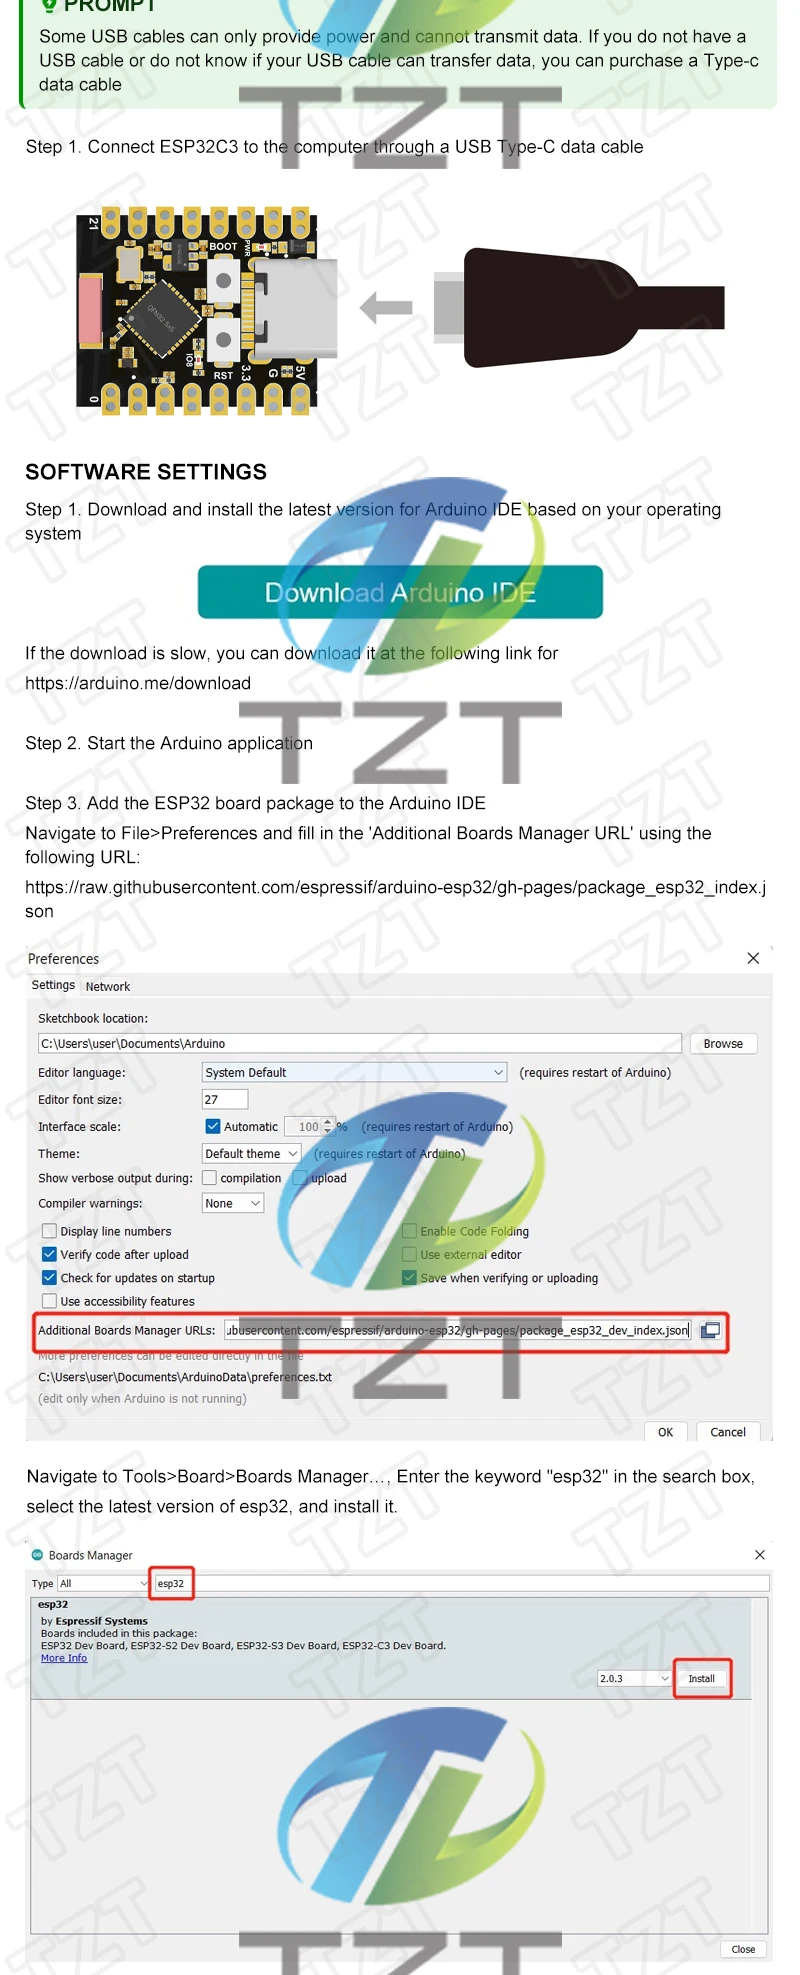 PROMPT
Some USB cables can only provide power and cannot transmit data. If you do not have a
USB cable or do not know if your USB cable can transfer data, you can purchase a Type-c
data cable
TZT
Step 1. Connect ESP32C3 to the computer through a USB Type-C data cable
21
BOOT
PWR
QFN32 5x5
IO8
RST
3.3
G
5V
0
SOFTWARE SETTINGS
Step 1. Download and install the latest version for Arduino IDE based on your operating
system
Download Arduino IDE
If the download is slow, you can download it at the following link for
https://arduino.me/download
TZT
Step 2. Start the Arduino application
Step 3. Add the ESP32 board package to the Arduino IDE
Navigate to File>Preferences and fill in the 'Additional Boards Manager URL' using the
following URL:
https://raw.githubusercontent.com/espressif/arduino-esp32/gh-pages/package_esp32_index.j
son
Preferences
Settings Network
Sketchbook location:
C:\Users\user\Documents\Arduino Browse
Editor language: System Default (requires restart of Arduino)
Editor font size: 27
Interface scale: Automatic 100 % (requires restart of Arduino)
Theme: Default theme (requires restart of Arduino)
Show verbose output during: compilation upload
Compiler warnings: None
Display line numbers Enable Code Folding
Verify code after upload Use external editor
Check for updates on startup Save when verifying or uploading
Use accessibility features
Additional Boards Manager URLs: ubusercontent.com/espressif/arduino-esp32/gh-pages/package_esp32_dev_index.json
More preferences can be edited directly in the file
C:\Users\user\Documents\ArduinoData\preferences.txt
(edit only when Arduino is not running)
TZT
OK Cancel
Navigate to Tools>Board>Boards Manager…, Enter the keyword "esp32" in the search box,
select the latest version of esp32, and install it.
Boards Manager
Type All esp32
esp32
by Espressif Systems
Boards included in this package:
ESP32 Dev Board, ESP32-S2 Dev Board, ESP32-S3 Dev Board, ESP32-C3 Dev Board.
More Info
2.0.3 Install
TZT
Close